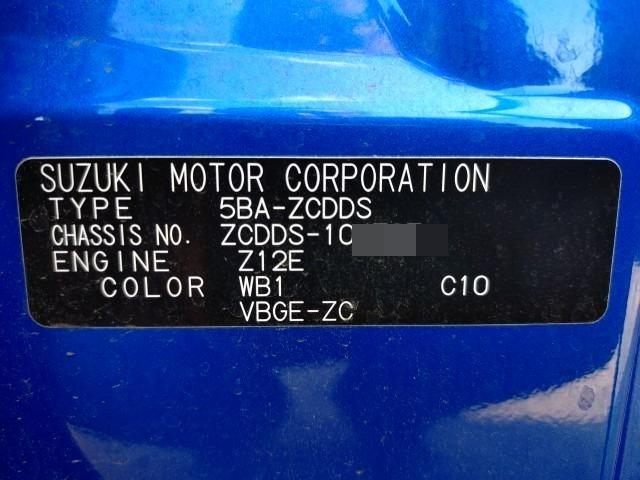 SUZUKI MOTOR CORPORATION
TYPE 5BA-ZCDDS
CHASSIS NO. ZCDDS-10
ENGINE Z12E
COLOR WB1 C10
VBGE-ZC